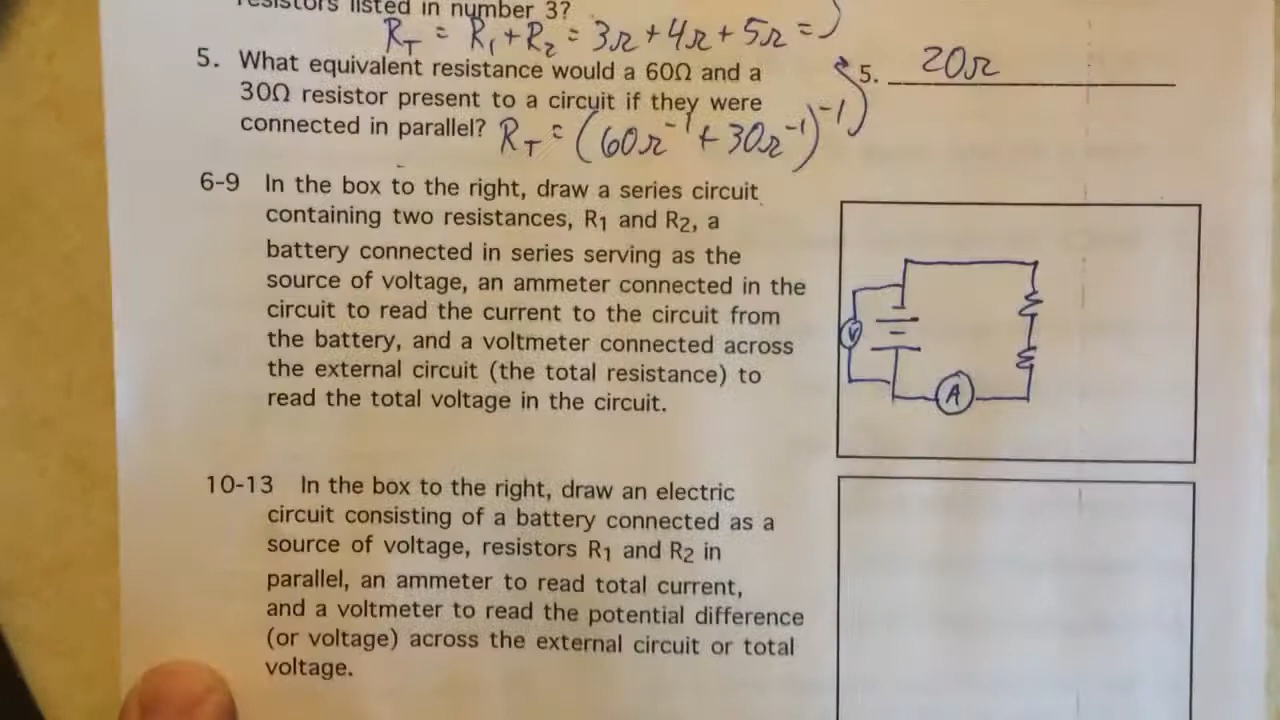 resistors listed in number 3?
R_T = R₁ + R₂ = 3Ω + 4Ω + 5Ω =
5. What equivalent resistance would a 60Ω and a
30Ω resistor present to a circuit if they were
connected in parallel? R_T = (60Ω⁻¹ + 30Ω⁻¹)⁻¹
5. 20Ω
6-9 In the box to the right, draw a series circuit
containing two resistances, R₁ and R₂, a
battery connected in series serving as the
source of voltage, an ammeter connected in the
circuit to read the current to the circuit from
the battery, and a voltmeter connected across
the external circuit (the total resistance) to
read the total voltage in the circuit.
V
A
10-13 In the box to the right, draw an electric
circuit consisting of a battery connected as a
source of voltage, resistors R₁ and R₂ in
parallel, an ammeter to read total current,
and a voltmeter to read the potential difference
(or voltage) across the external circuit or total
voltage.